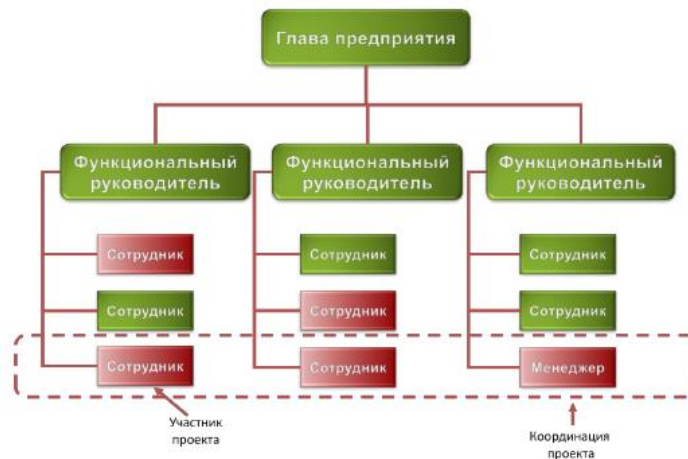 Глава предприятия
Функциональный
руководитель
Функциональный
руководитель
Функциональный
руководитель
Сотрудник
Сотрудник
Сотрудник
Сотрудник
Сотрудник
Сотрудник
Сотрудник
Сотрудник
Менеджер
Участник
проекта
Координация
проекта